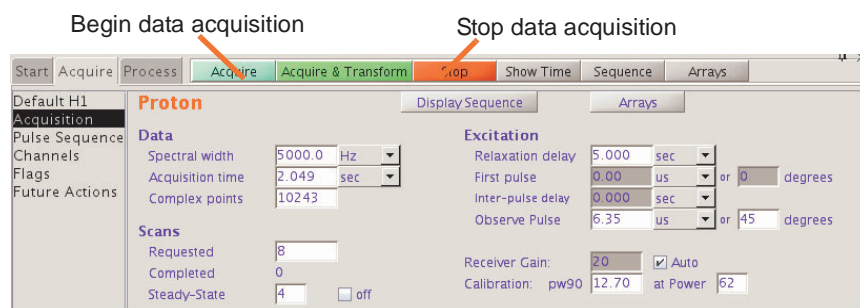 Begin data acquisition
Stop data acquisition
Start Acquire Process Acquire Acquire & Transform Stop Show Time Sequence Arrays
Default H1
Acquisition
Pulse Sequence
Channels
Flags
Future Actions
Proton
Display Sequence Arrays
Data
Spectral width 5000.0 Hz
Acquisition time 2.049 sec
Complex points 10243
Scans
Requested 8
Completed 0
Steady-State 4 off
Excitation
Relaxation delay 5.000 sec
First pulse 0.00 us or 0 degrees
Inter-pulse delay 0.000 sec
Observe Pulse 6.35 us or 45 degrees
Receiver Gain: 20 Auto
Calibration: pw90 12.70 at Power 62